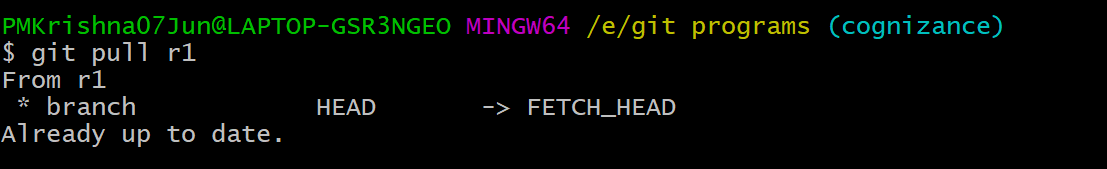 PMKrishna07Jun@LAPTOP-GSR3NGEO MINGW64 /e/git programs (cognizance)
$ git pull r1
From r1
 * branch            HEAD       -> FETCH_HEAD
Already up to date.